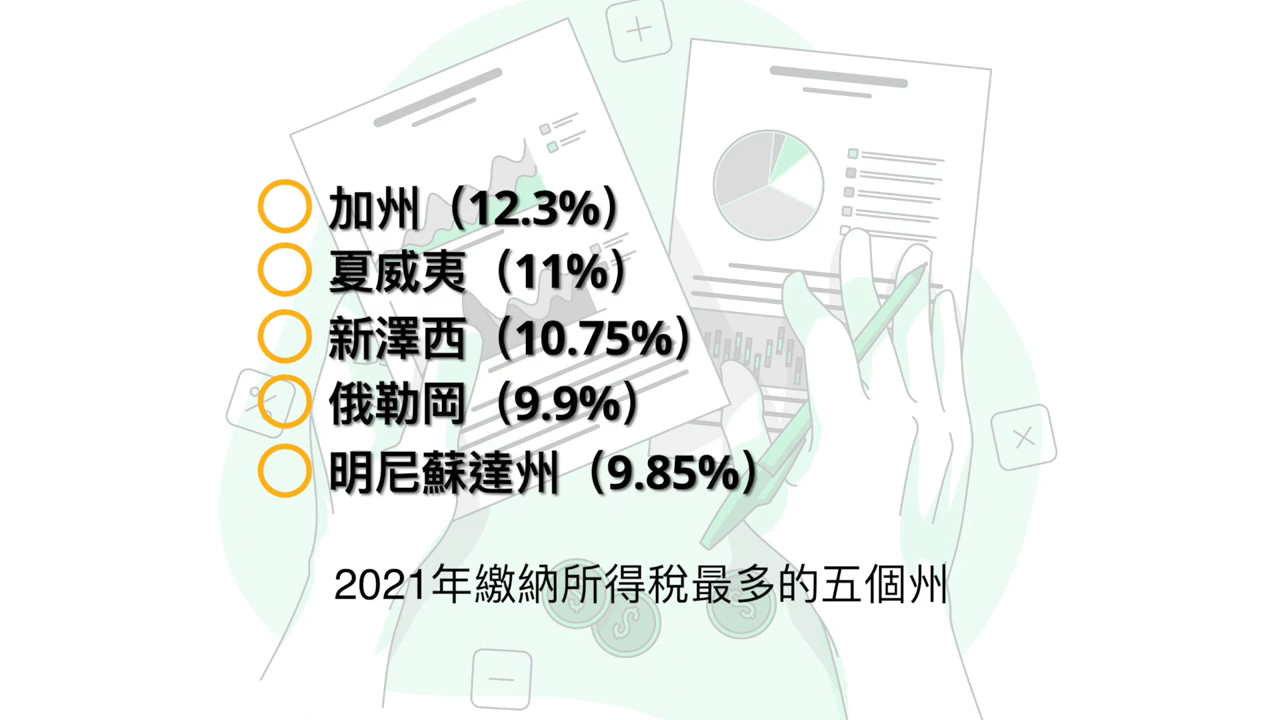 加州（12.3%）
夏威夷（11%）
新澤西（10.75%）
俄勒岡（9.9%）
明尼蘇達州（9.85%）
2021年繳納所得稅最多的五個州